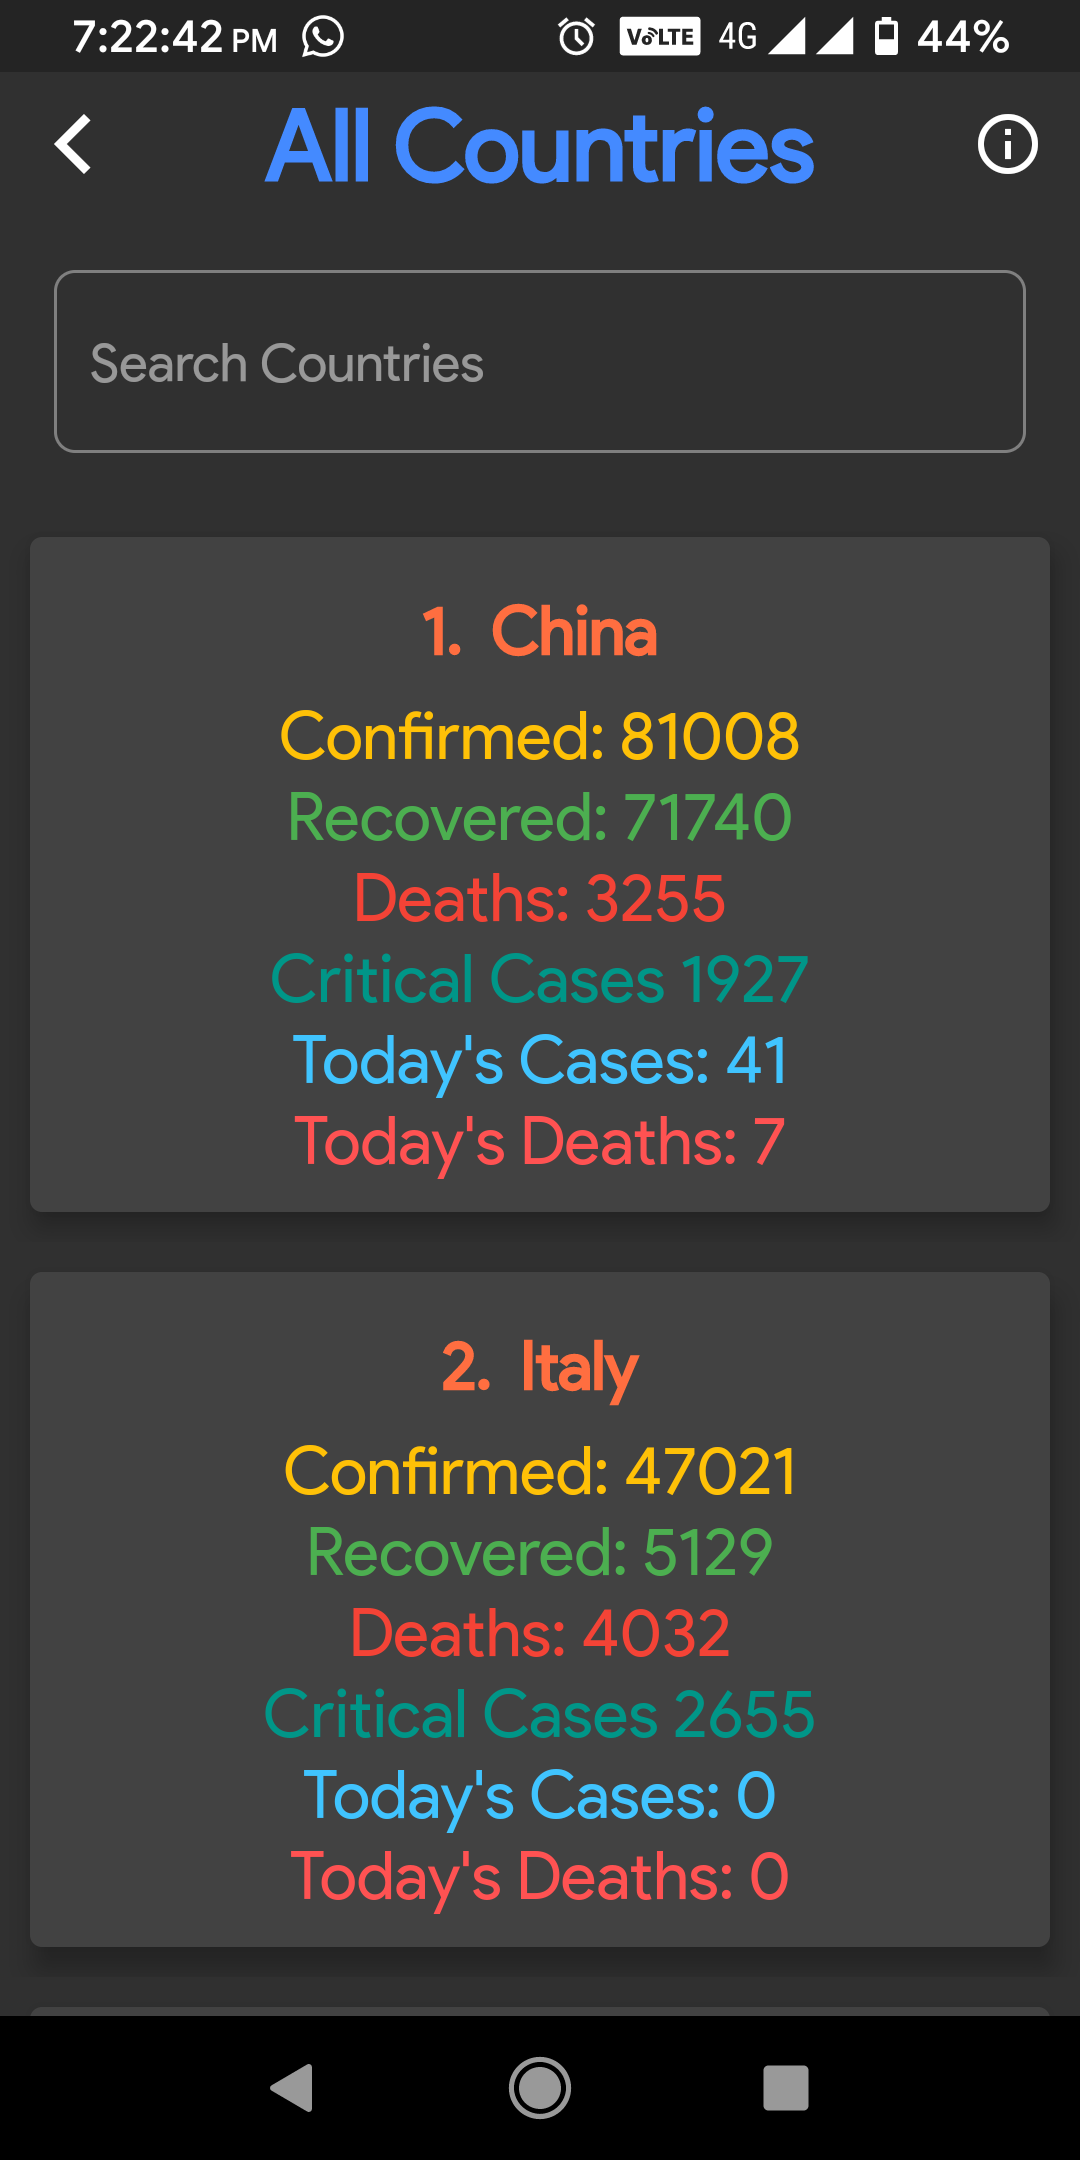 7:22:42 PM VoLTE 4G 44%
All Countries
Search Countries
1. China
Confirmed: 81008
Recovered: 71740
Deaths: 3255
Critical Cases 1927
Today's Cases: 41
Today's Deaths: 7
2. Italy
Confirmed: 47021
Recovered: 5129
Deaths: 4032
Critical Cases 2655
Today's Cases: 0
Today's Deaths: 0